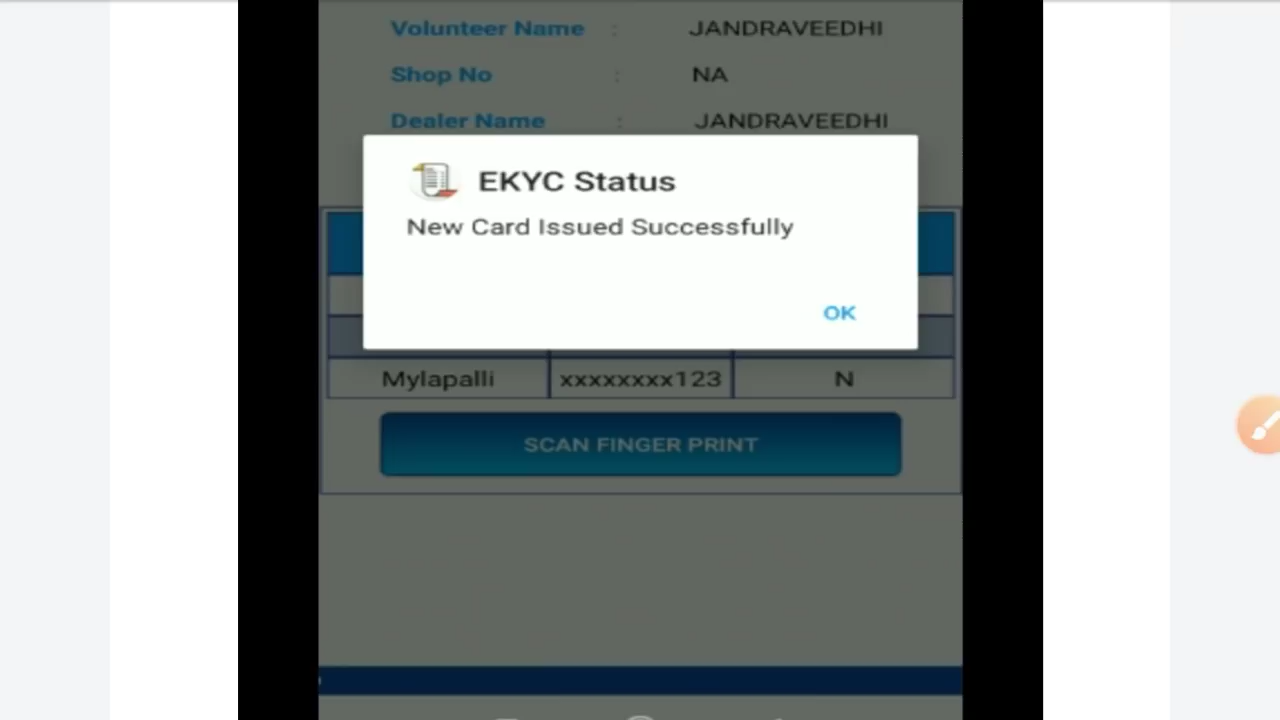 Volunteer Name : JANDRAVEEDHI
Shop No : NA
Dealer Name : JANDRAVEEDHI
EKYC Status
New Card Issued Successfully
OK
Mylapalli xxxxxxxx123 N
SCAN FINGER PRINT